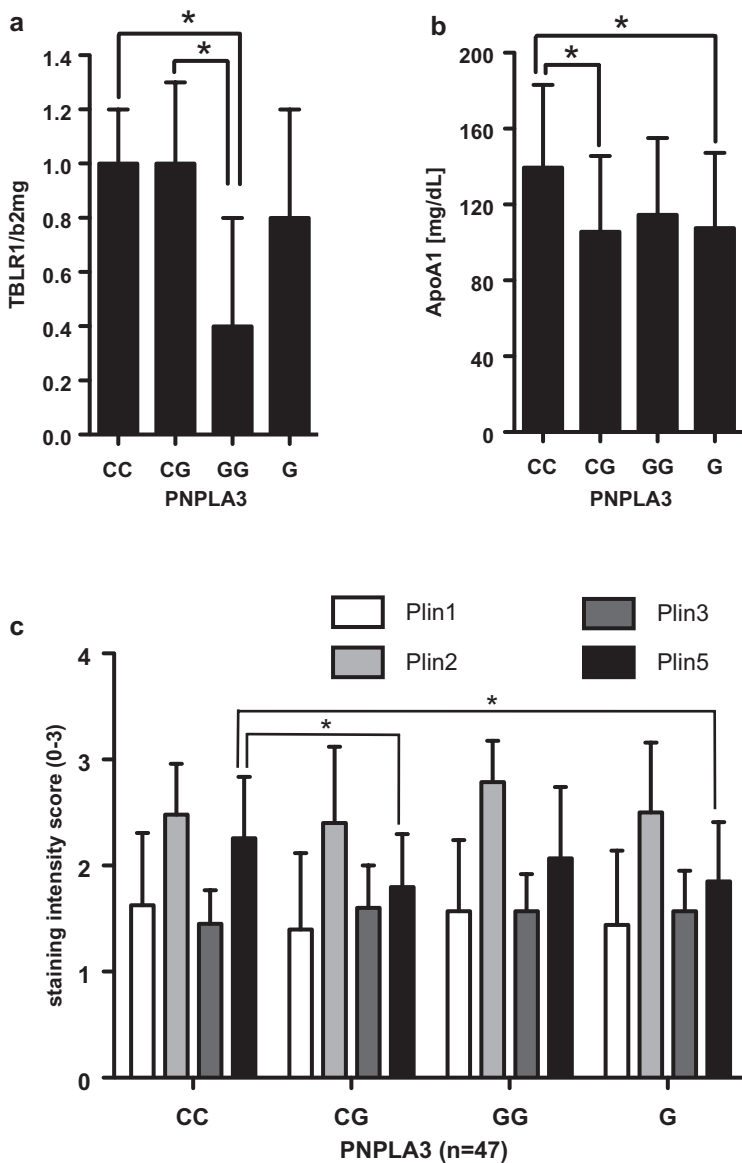 a
*
*
1.4
1.2
1.0
0.8
0.6
0.4
0.2
0.0
TBLR1/b2mg
CC CG GG G
PNPLA3
b
*
*
200
160
120
80
40
0
ApoA1 [mg/dL]
CC CG GG G
PNPLA3
c
Plin1 Plin3
Plin2 Plin5
*
*
4
3
2
1
0
staining intensity score (0-3)
CC CG GG G
PNPLA3 (n=47)